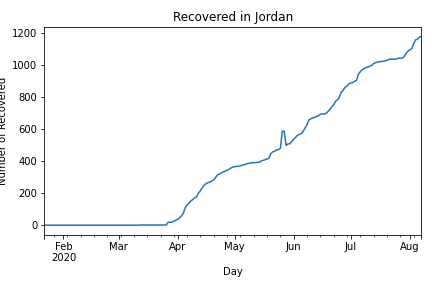 Recovered in Jordan
Number of Recovered
1200
1000
800
600
400
200
0
Feb
2020
Mar
Apr
May
Jun
Jul
Aug
Day